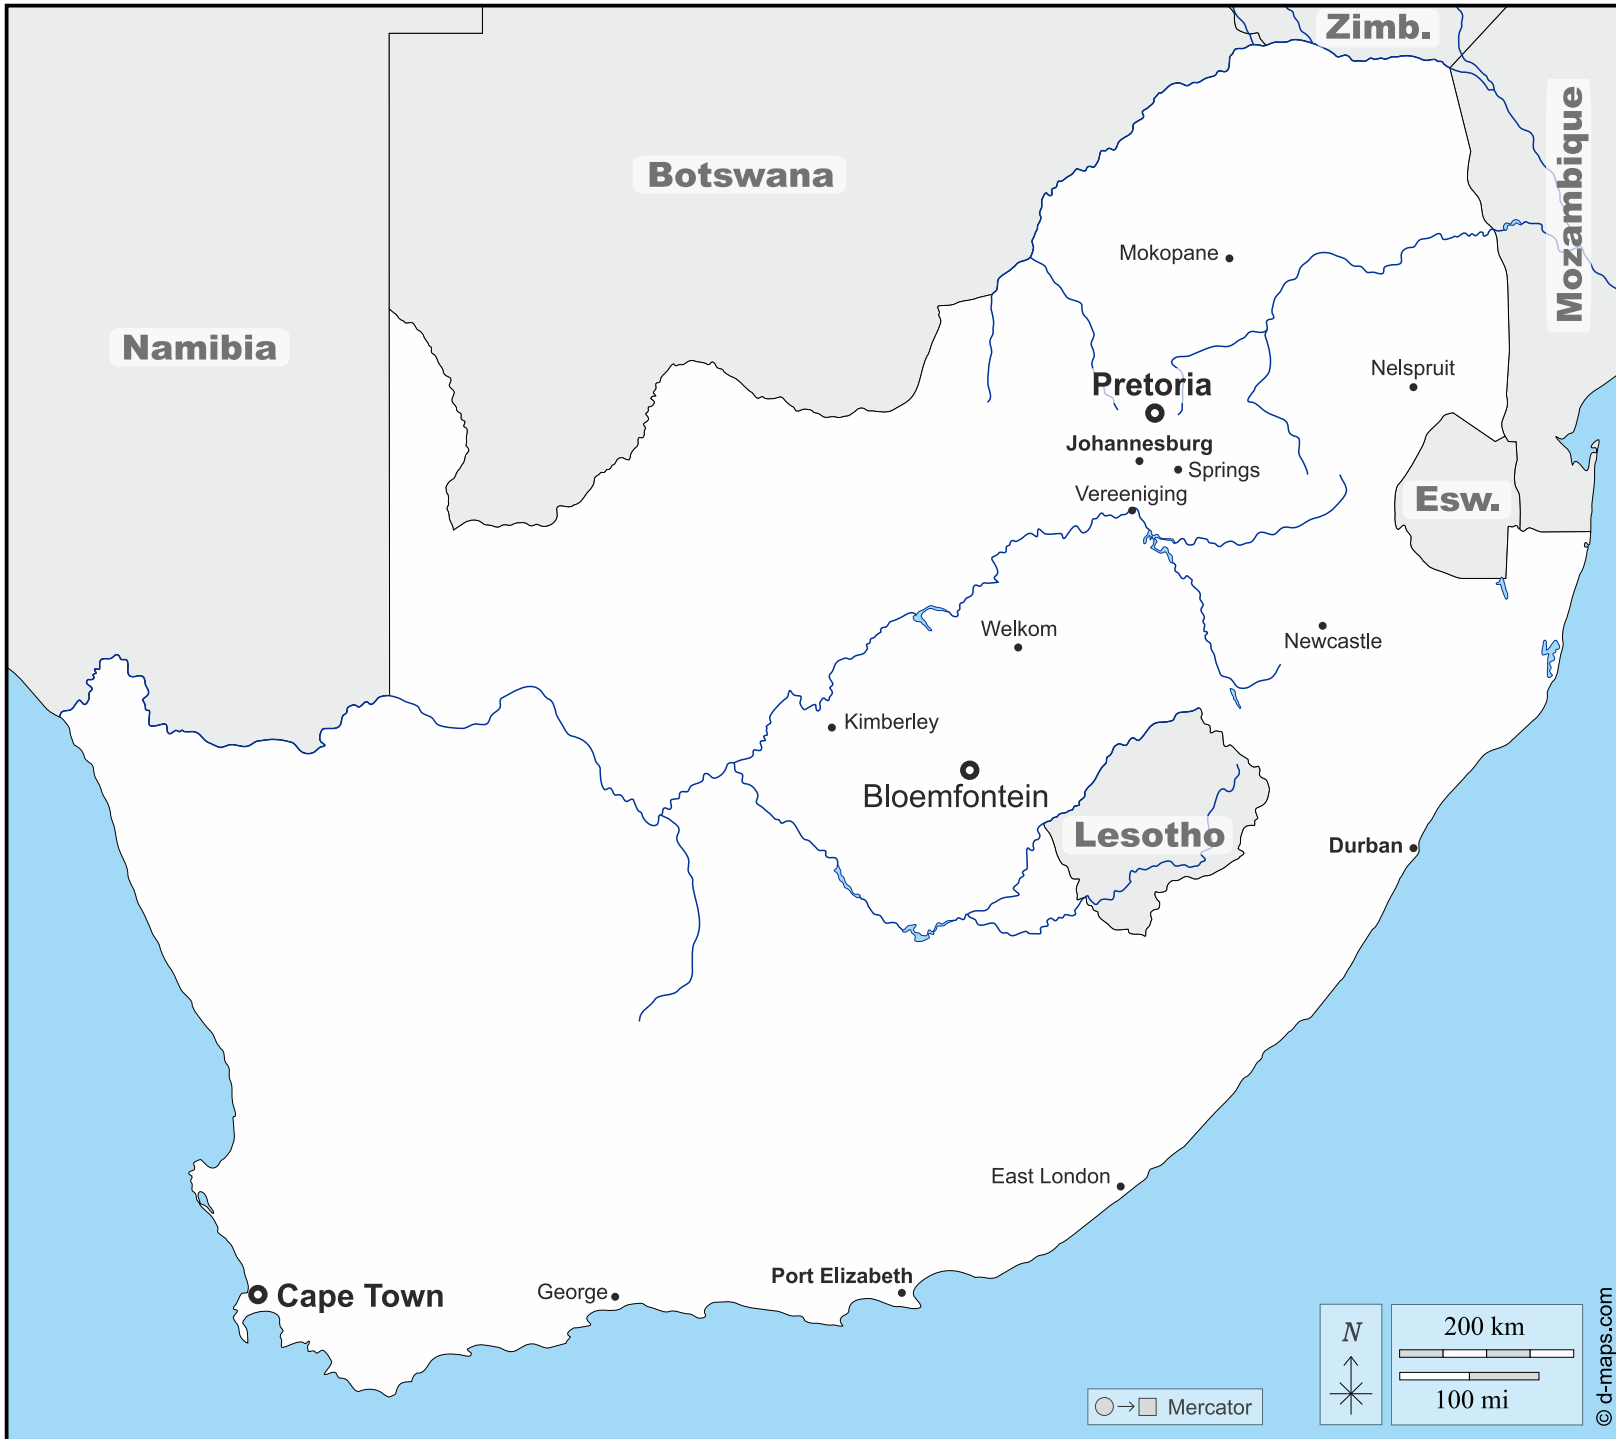 Zimb.
Mozambique
Botswana
Mokopane
Namibia
Nelspruit
Pretoria
Johannesburg
Springs
Vereeniging
Esw.
Welkom
Newcastle
Kimberley
Bloemfontein
Lesotho
Durban
East London
Port Elizabeth
George
Cape Town
N
200 km
100 mi
Mercator
© d-maps.com